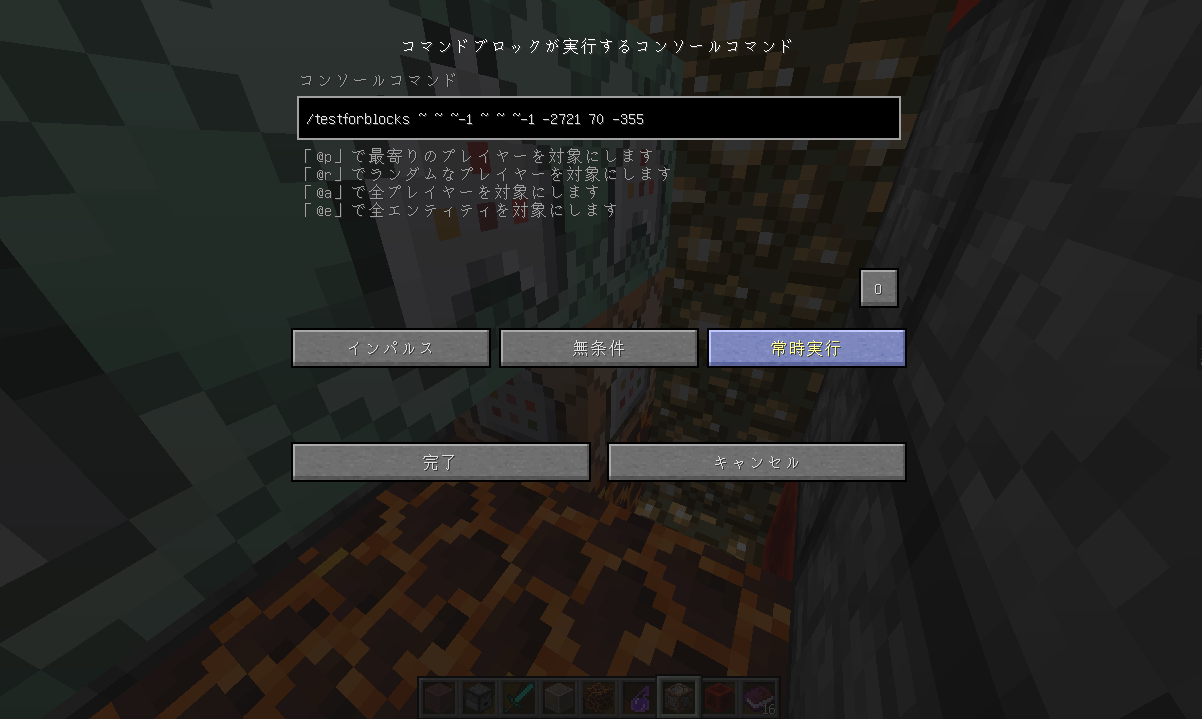 コマンドブロックが実行するコンソールコマンド
コンソールコマンド
/testforblocks ~ ~ ~-1 ~ ~ ~-1 -2721 70 -355
「@p」で最寄りのプレイヤーを対象にします
「@r」でランダムなプレイヤーを対象にします
「@a」で全プレイヤーを対象にします
「@e」で全エンティティを対象にします
O
インパルス 無条件 常時実行
完了 キャンセル
16